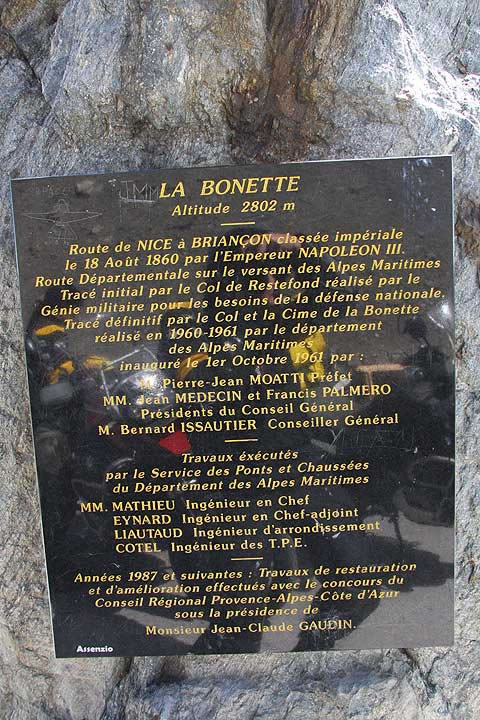 LA BONETTE
Altitude 2802 m
Route de NICE à BRIANÇON classée impériale
le 18 Août 1860 par l'Empereur NAPOLEON III.
Route Départementale sur le versant des Alpes Maritimes
Tracé initial par le Col de Restefond réalisé par le
Génie militaire pour les besoins de la défense nationale.
Tracé définitif par le Col et la Cime de la Bonette
réalisé en 1960-1961 par le département
des Alpes Maritimes
inauguré le 1er Octobre 1961 par :
M. Pierre-Jean MOATTI Préfet
MM. Jean MEDECIN et Francis PALMERO
Présidents du Conseil Général
M. Bernard ISSAUTIER Conseiller Général
Travaux éxécutés
par le Service des Ponts et Chaussées
du Département des Alpes Maritimes
MM. MATHIEU Ingénieur en Chef
EYNARD Ingénieur en Chef-adjoint
LIAUTAUD Ingénieur d'arrondissement
COTEL Ingénieur des T.P.E.
Années 1987 et suivantes : Travaux de restauration
et d'amélioration effectués avec le concours du
Conseil Régional Provence-Alpes-Côte d'Azur
sous la présidence de
Monsieur Jean-Claude GAUDIN.
Assenzio